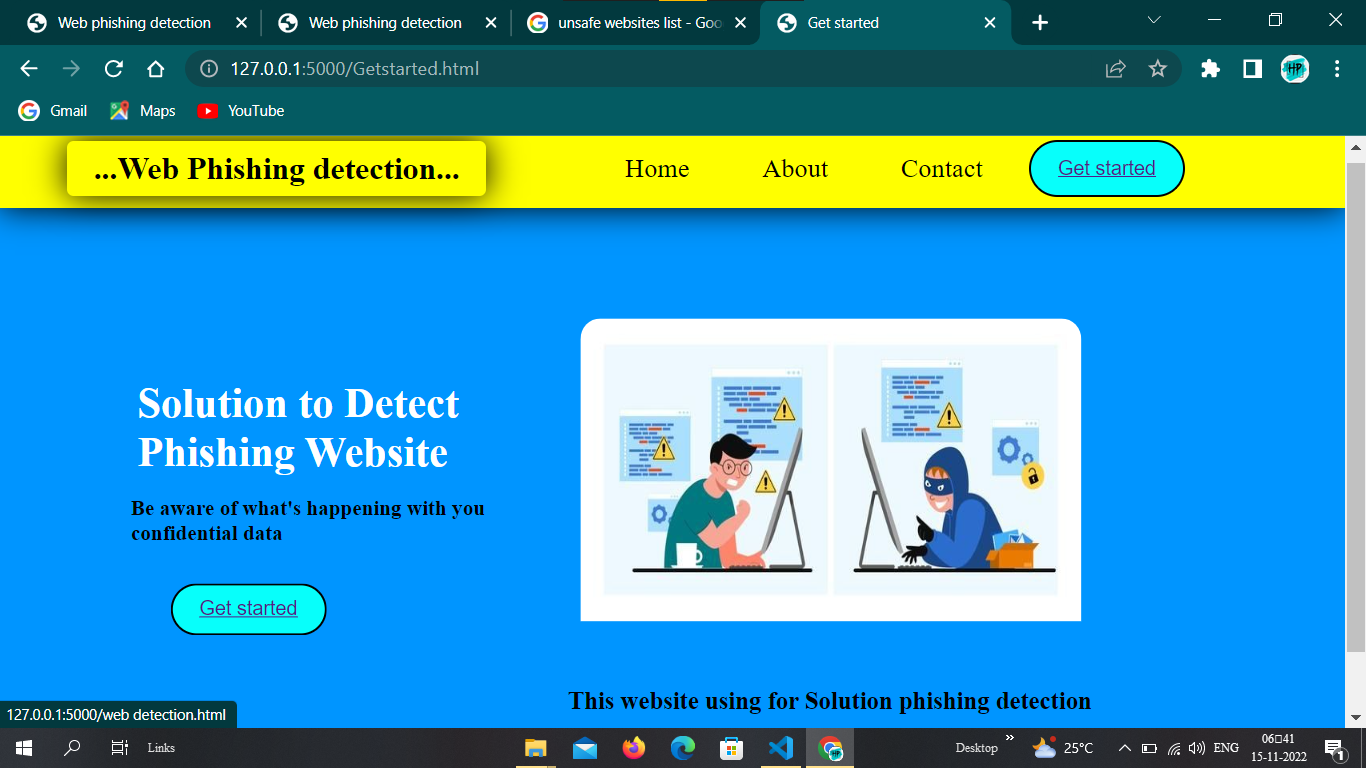 Web phishing detection
Web phishing detection
unsafe websites list - Goo
Get started
127.0.0.1:5000/Getstarted.html
HP
Gmail
Maps
YouTube
...Web Phishing detection...
Home
About
Contact
Get started
Solution to Detect
Phishing Website
Be aware of what's happening with you
confidential data
Get started
This website using for Solution phishing detection
127.0.0.1:5000/web detection.html
Links
Desktop
25°C
ENG
06□41
15-11-2022
1